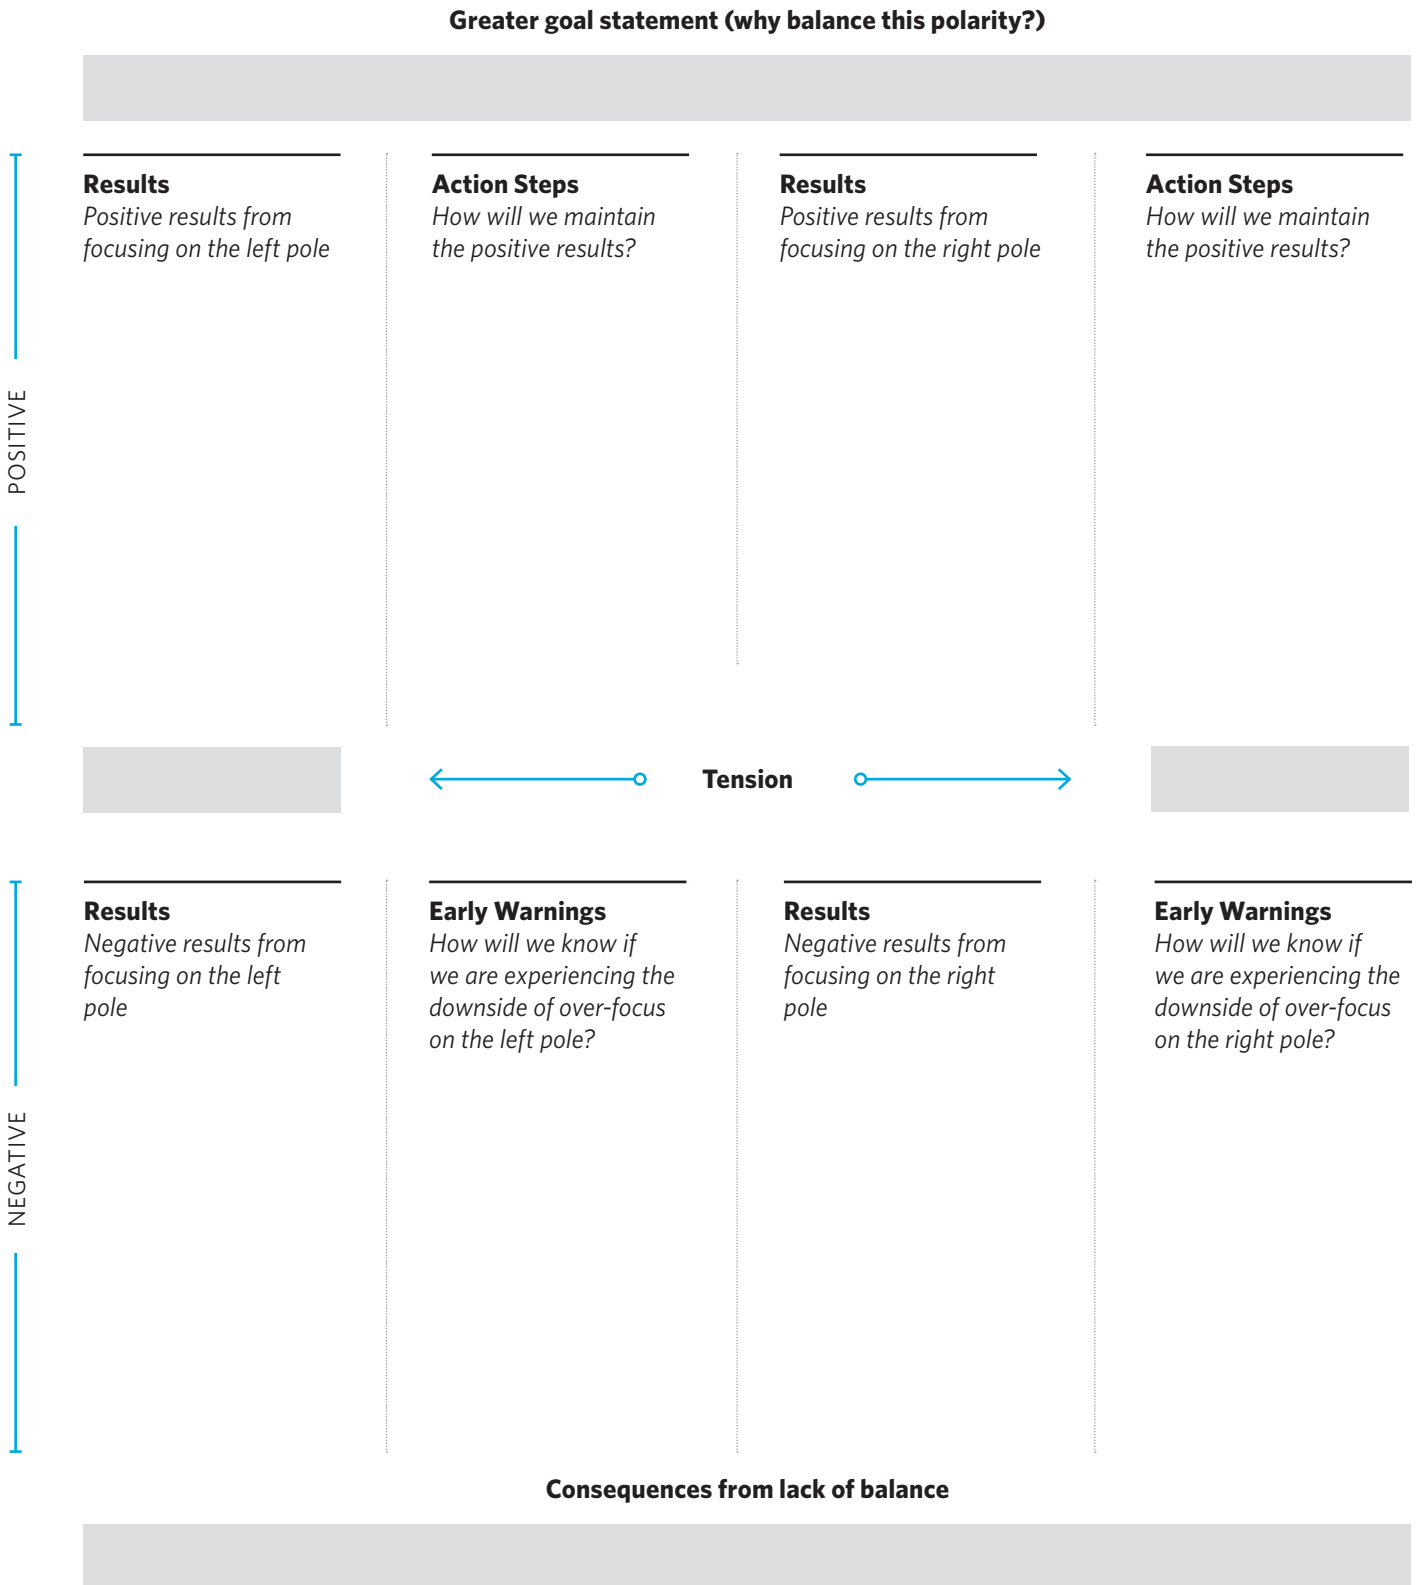 Greater goal statement (why balance this polarity?)
POSITIVE
Results
Positive results from
focusing on the left pole
Action Steps
How will we maintain
the positive results?
Results
Positive results from
focusing on the right pole
Action Steps
How will we maintain
the positive results?
Tension
NEGATIVE
Results
Negative results from
focusing on the left
pole
Early Warnings
How will we know if
we are experiencing the
downside of over-focus
on the left pole?
Results
Negative results from
focusing on the right
pole
Early Warnings
How will we know if
we are experiencing the
downside of over-focus
on the right pole?
Consequences from lack of balance